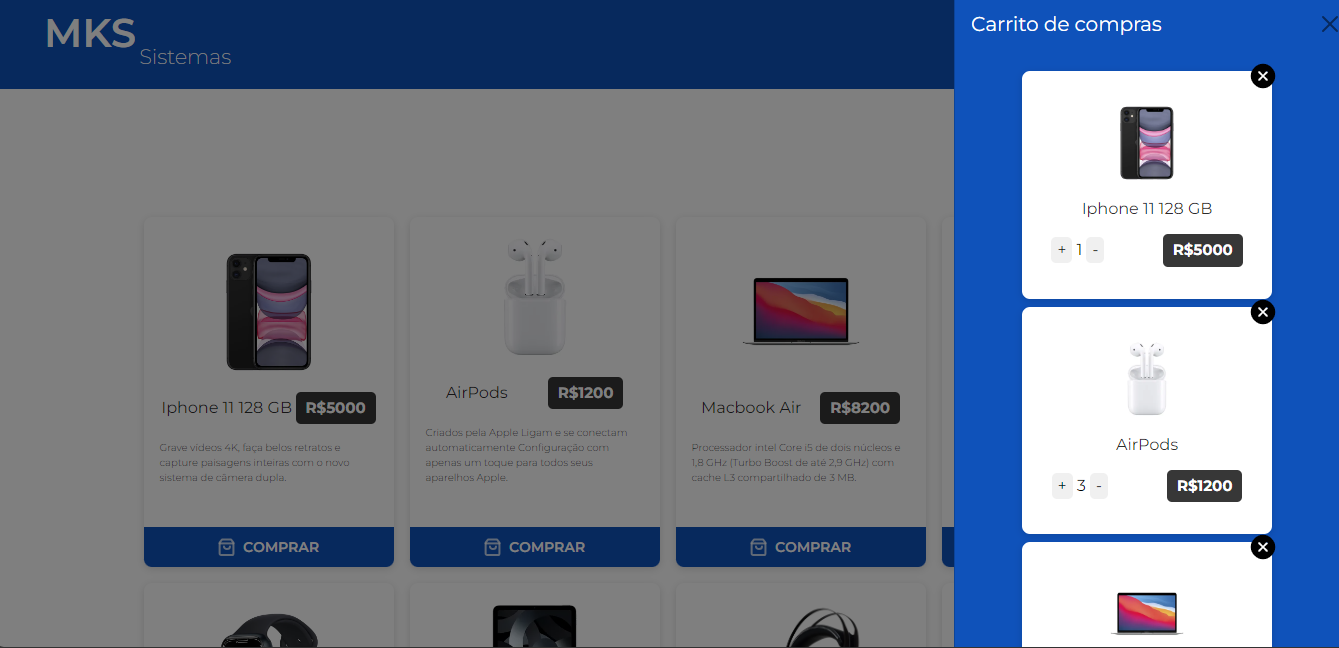 MKS
Sistemas
Iphone 11 128 GB
R$5000
Grave vídeos 4K, faça belos retratos e
capture paisagens inteiras com o novo
sistema de câmera dupla.
COMPRAR
AirPods
R$1200
Criados pela Apple Ligam e se conectam
automaticamente Configuração com
apenas um toque para todos seus
aparelhos Apple.
COMPRAR
Macbook Air
R$8200
Processador intel Core i5 de dois núcleos e
1,8 GHz (Turbo Boost de até 2,9 GHz) com
cache L3 compartilhado de 3 MB.
COMPRAR
Carrito de compras
Iphone 11 128 GB
+ 1 -
R$5000
AirPods
+ 3 -
R$1200